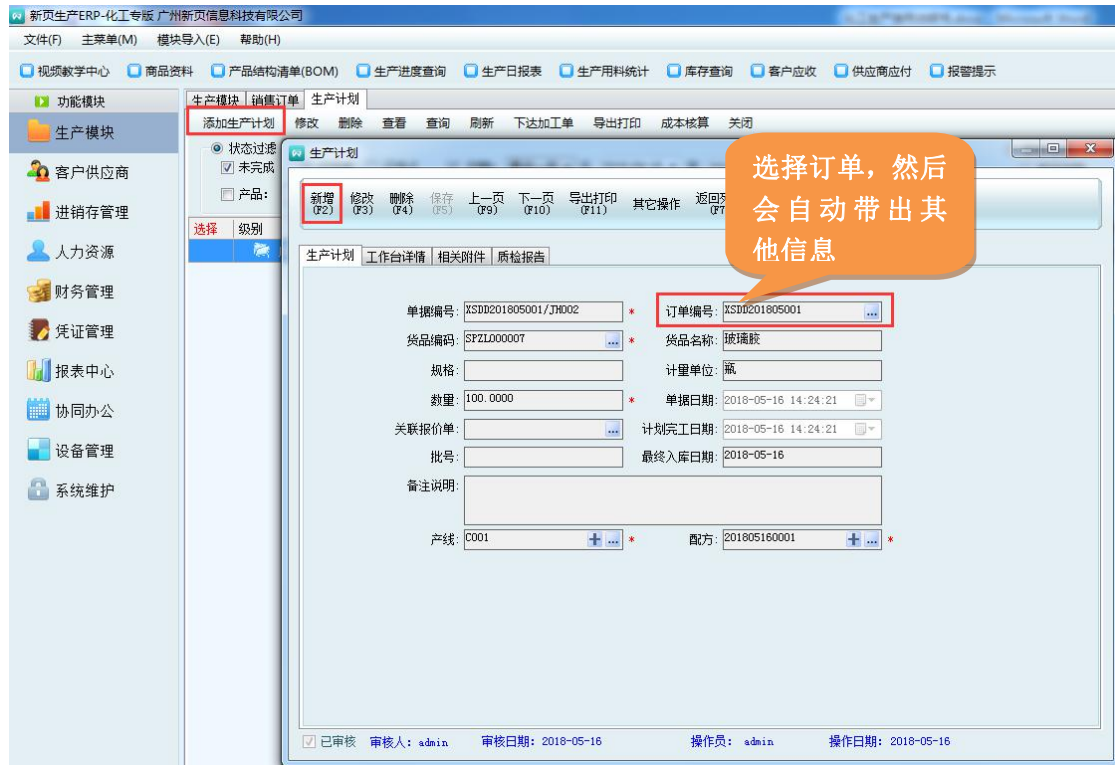 新页生产ERP-化工专版 广州新页信息科技有限公司
文件(F) 主菜单(M) 模块导入(E) 帮助(H)
视频教学中心 商品资料 产品结构清单(BOM) 生产进度查询 生产日报表 生产用料统计 库存查询 客户应收 供应商应付 报警提示
功能模块
生产模块
客户供应商
进销存管理
人力资源
财务管理
凭证管理
报表中心
协同办公
设备管理
系统维护
生产模块 销售订单 生产计划
添加生产计划 修改 删除 查看 查询 刷新 下达加工单 导出打印 成本核算 关闭
状态过滤
未完成
产品:
选择 级别
生产计划
新增(F2) 修改(F3) 删除(F4) 保存(F5) 上一页(F9) 下一页(F10) 导出打印(F11) 其它操作 返回
选择订单，然后
会自动带出其
他信息
生产计划 工作台详情 相关附件 质检报告
单据编号: XSDD201805001/JH002 * 订单编号: XSDD201805001 ...
货品编码: SPZL000007 ... * 货品名称: 玻璃胶
规格: 计量单位: 瓶
数量: 100.0000 * 单据日期: 2018-05-16 14:24:21
关联报价单: ... 计划完工日期: 2018-05-16 14:24:21
批号: 最终入库日期: 2018-05-16
备注说明:
产线: C001 + ... * 配方: 201805160001 + ... *
已审核 审核人: admin 审核日期: 2018-05-16 操作员: admin 操作日期: 2018-05-16